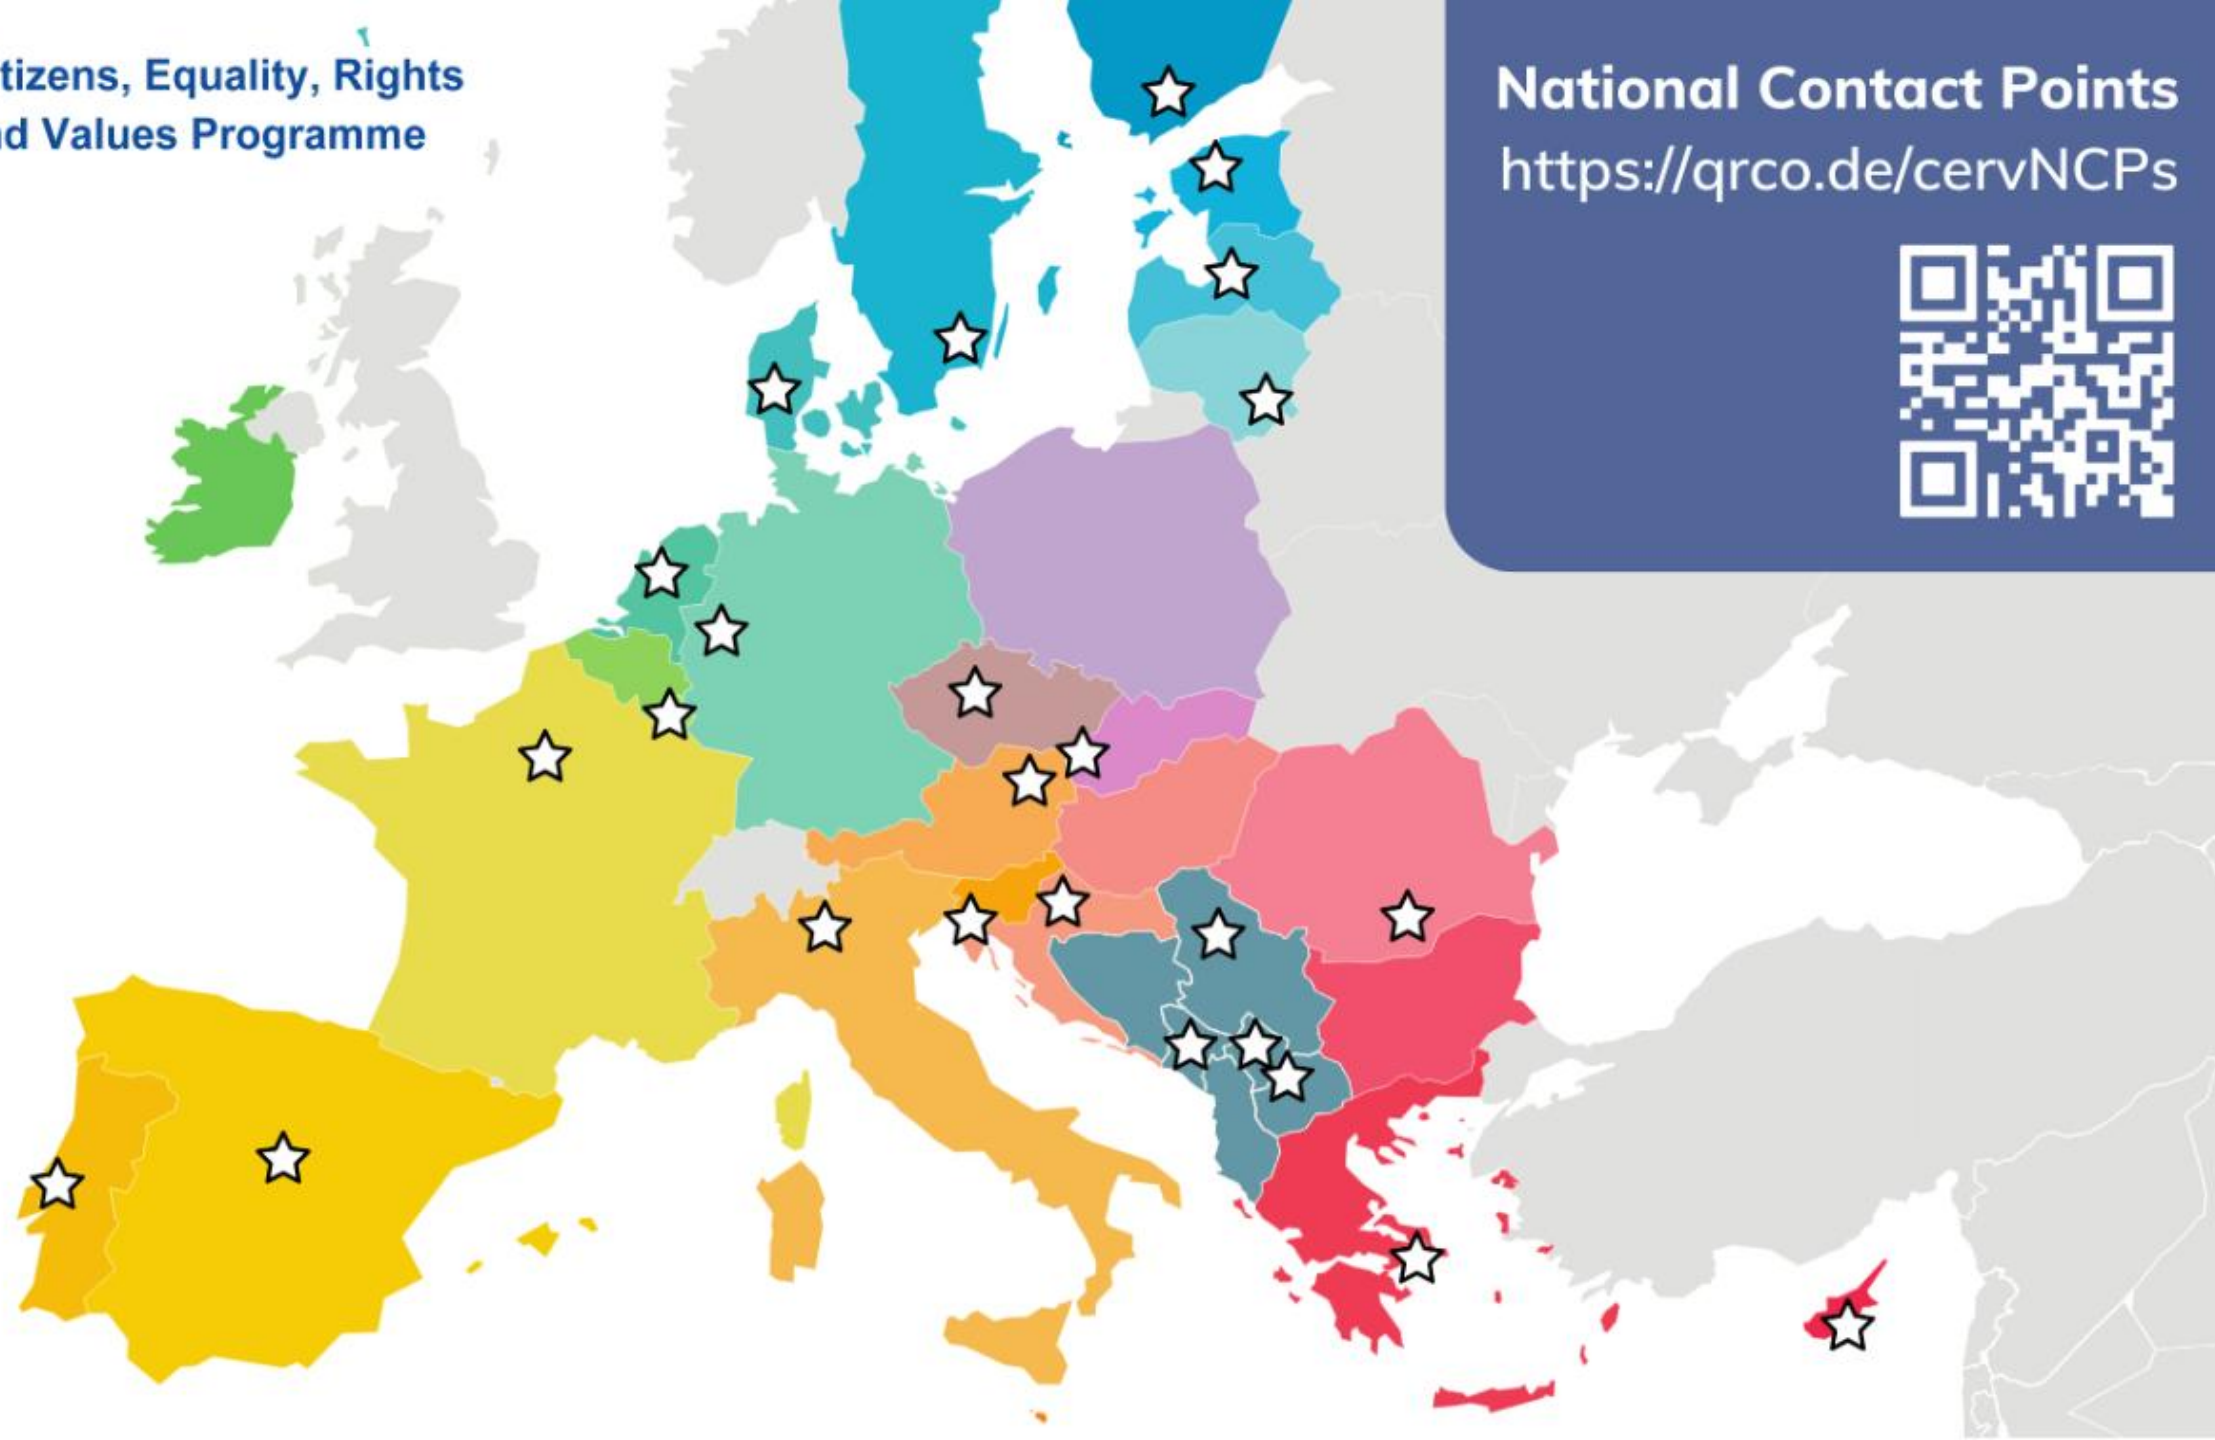 tizens, Equality, Rights
d Values Programme
National Contact Points
https://qrco.de/cervNCPs